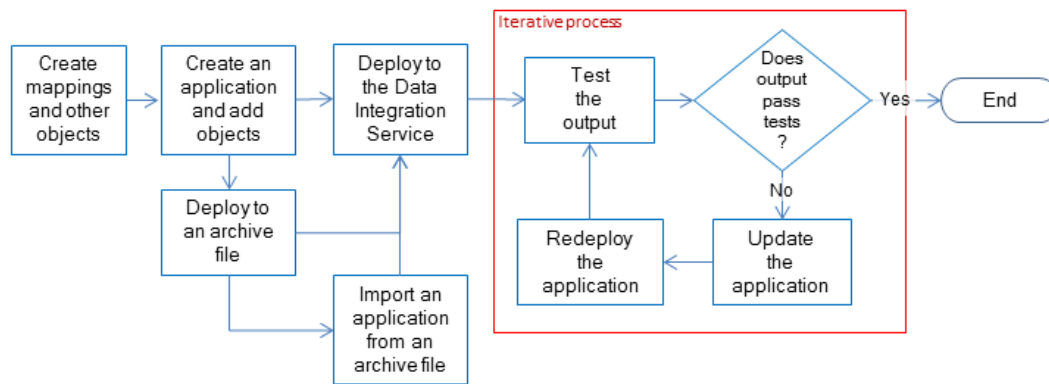 Iterative process
Create
mappings
and other
objects
Create an
application
and add
objects
Deploy to
the Data
Integration
Service
Test
the
output
Does
output
pass
tests
?
Yes
End
No
Deploy to
an archive
file
Redeploy
the
application
Update
the
application
Import an
application
from an
archive file